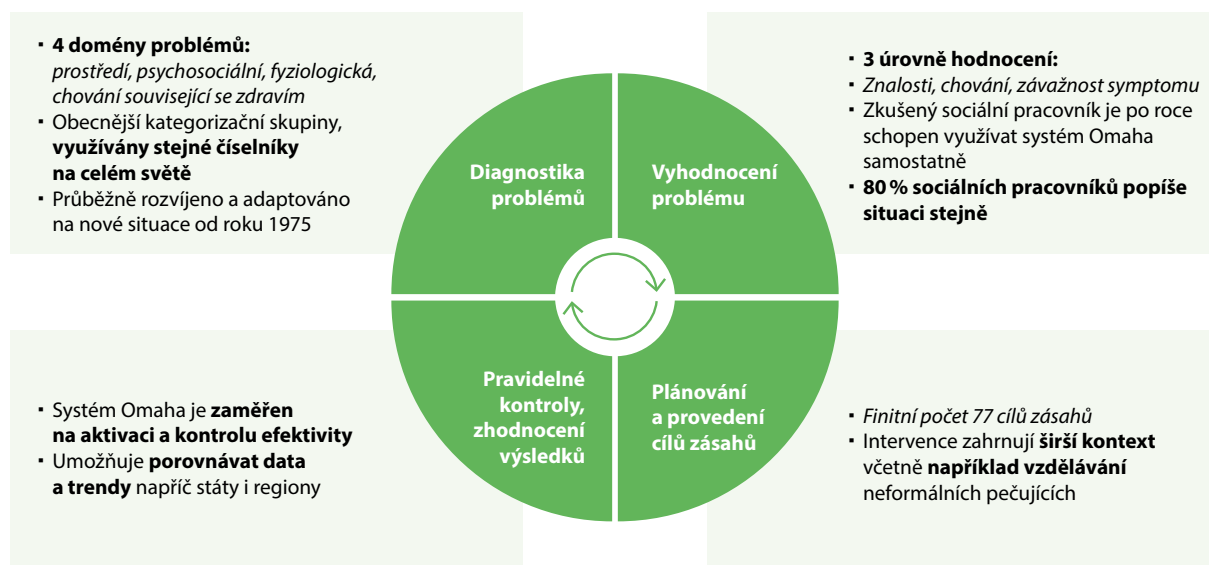 ▪ 4 domény problémů:
prostředí, psychosociální, fyziologická,
chování související se zdravím
▪ Obecnější kategorizační skupiny,
využívány stejné číselníky
na celém světě
▪ Průběžně rozvíjeno a adaptováno
na nové situace od roku 1975
Diagnostika
problémů
Vyhodnocení
problému
▪ 3 úrovně hodnocení:
Znalosti, chování, závažnost symptomu
▪ Zkušený sociální pracovník je po roce
schopen využívat systém Omaha
samostatně
▪ 80 % sociálních pracovníků popíše
situaci stejně
▪ Systém Omaha je zaměřen
na aktivaci a kontrolu efektivity
▪ Umožňuje porovnávat data
a trendy napříč státy i regiony
Pravidelné
kontroly,
zhodnocení
výsledků
Plánování
a provedení
cílů zásahů
▪ Finitní počet 77 cílů zásahů
▪ Intervence zahrnují širší kontext
včetně například vzdělávání
neformálních pečujících